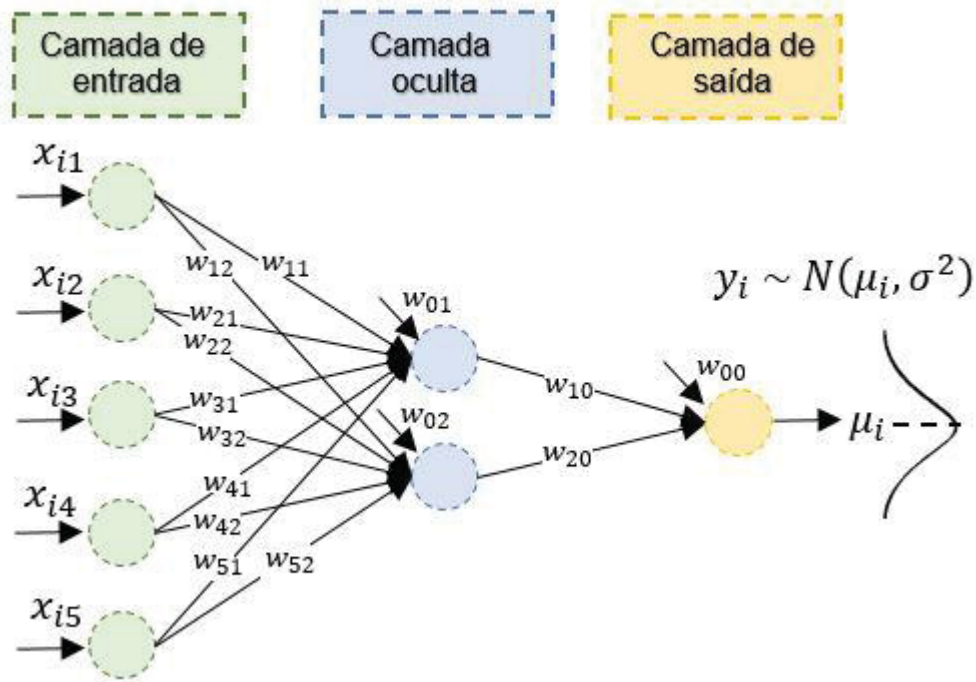 Camada de
entrada
Camada
oculta
Camada de
saída
x_{i1}
w_{12}
w_{11}
x_{i2}
w_{21}
w_{22}
w_{01}
y_i ~ N(μ_i, σ²)
x_{i3}
w_{31}
w_{32}
w_{02}
w_{10}
w_{00}
μ_i
w_{20}
x_{i4}
w_{41}
w_{42}
w_{51}
w_{52}
x_{i5}